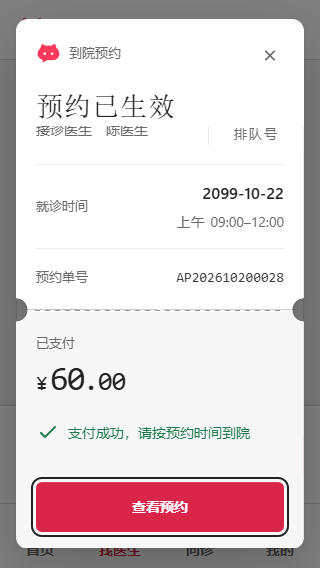 到院预约
预约已生效
接诊医生 陈医生
排队号
就诊时间
2099-10-22
上午 09:00–12:00
预约单号
AP202610200028
已支付
¥60.00
支付成功，请按预约时间到院
查看预约
首页 找医生 问诊 我的